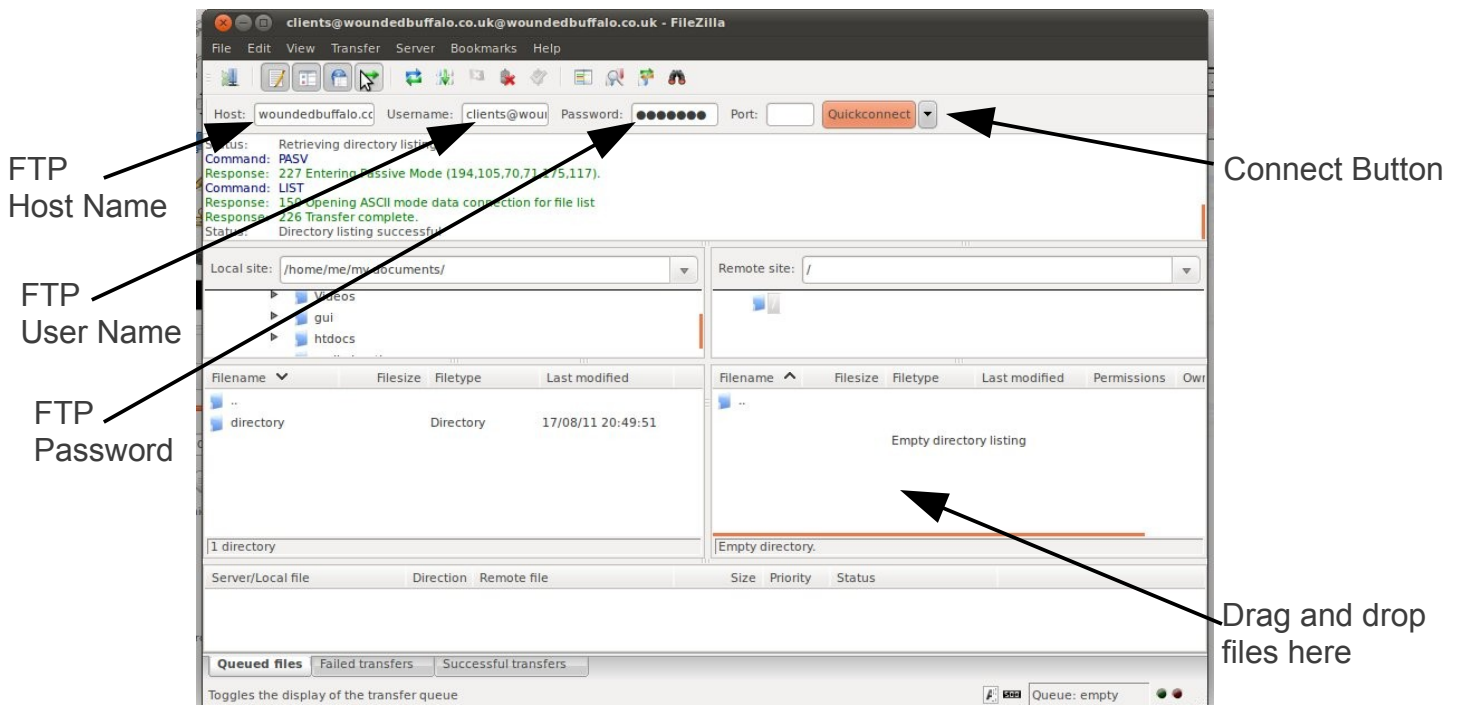 clients@woundedbuffalo.co.uk@woundedbuffalo.co.uk - FileZilla
File Edit View Transfer Server Bookmarks Help
Host: woundedbuffalo.cc Username: clients@woun Password: ●●●●●●● Port: Quickconnect
Status: Retrieving directory listing
Command: PASV
Response: 227 Entering Passive Mode (194,105,70,71,175,117).
Command: LIST
Response: 150 Opening ASCII mode data connection for file list
Response: 226 Transfer complete.
Status: Directory listing successful
FTP
Host Name
Connect Button
Local site: /home/me/my documents/
Remote site: /
Videos
/
gui
htdocs
FTP
User Name
Filename Filesize Filetype Last modified
Filename Filesize Filetype Last modified Permissions Own
..
..
directory Directory 17/08/11 20:49:51
Empty directory listing
FTP
Password
1 directory
Empty directory.
Server/Local file Direction Remote file Size Priority Status
Drag and drop
files here
Queued files Failed transfers Successful transfers
Toggles the display of the transfer queue
Queue: empty